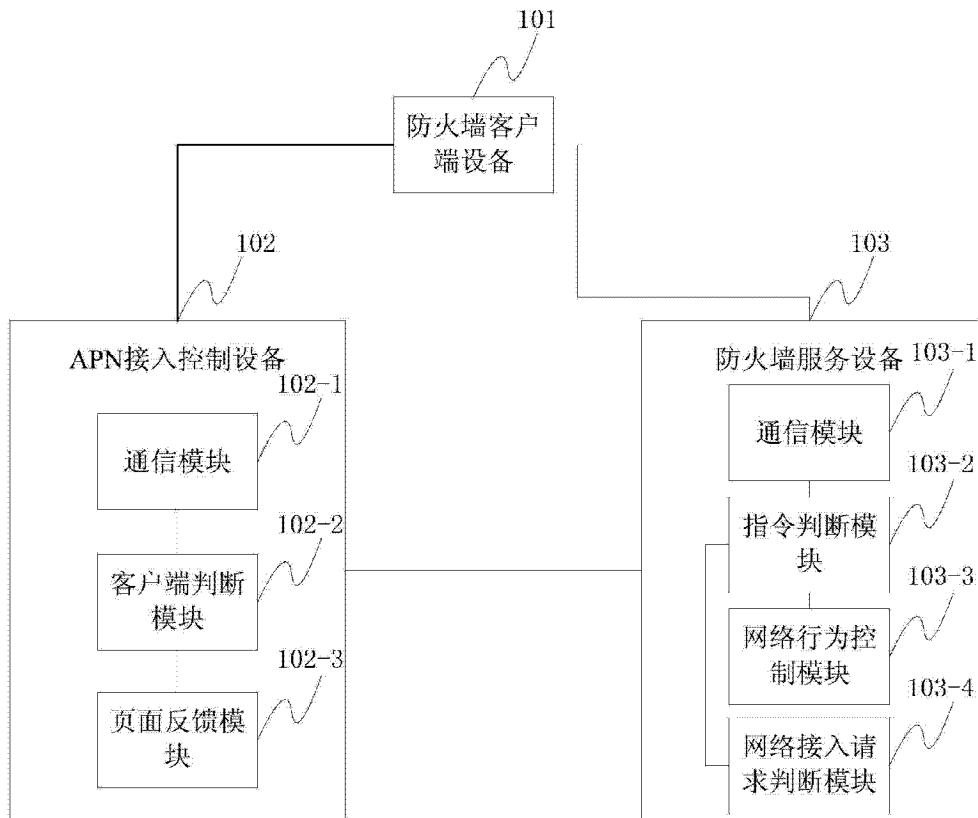 101
防火墙客户
端设备
102
103
APN接入控制设备
防火墙服务设备
102-1
通信模块
102-2
客户端判断
模块
102-3
页面反馈模
块
103-1
通信模块
103-2
指令判断模
块
103-3
网络行为控
制模块
103-4
网络接入请
求判断模块